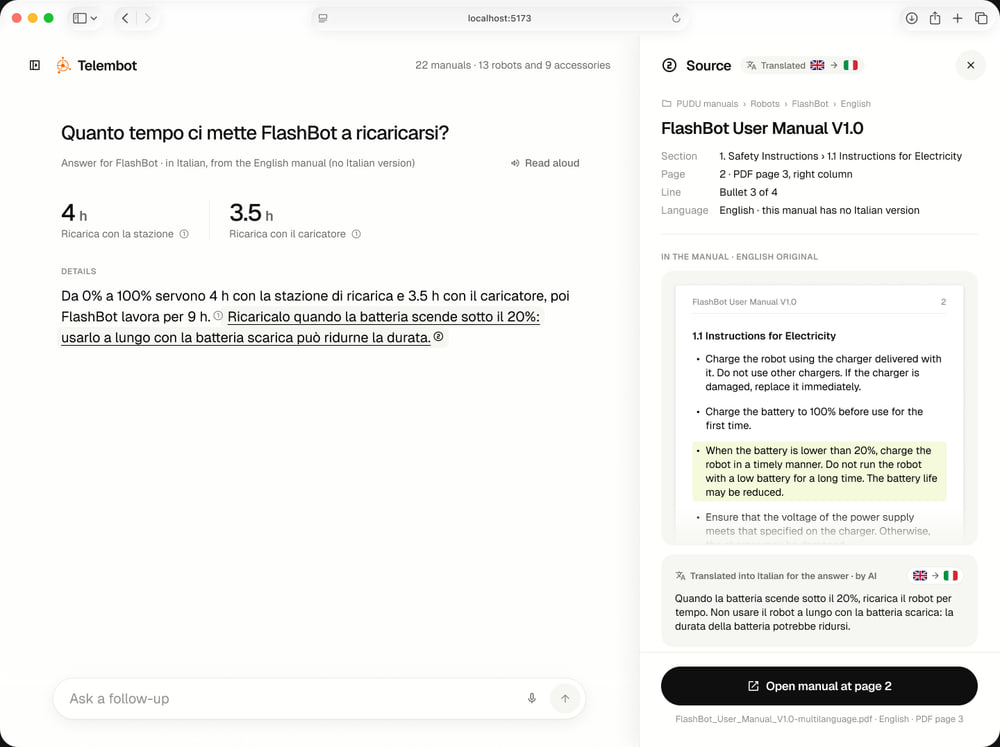 localhost:5173
Telembot
22 manuals · 13 robots and 9 accessories
Quanto tempo ci mette FlashBot a ricaricarsi?
Answer for FlashBot · in Italian, from the English manual (no Italian version)
Read aloud
4 h
Ricarica con la stazione ①
3.5 h
Ricarica con il caricatore ①
DETAILS
Da 0% a 100% servono 4 h con la stazione di ricarica e 3.5 h con il caricatore, poi
FlashBot lavora per 9 h. ① Ricaricalo quando la batteria scende sotto il 20%:
usarlo a lungo con la batteria scarica può ridurne la durata. ②
Ask a follow-up
② Source
Translated →
PUDU manuals › Robots › FlashBot › English
FlashBot User Manual V1.0
Section 1. Safety Instructions › 1.1 Instructions for Electricity
Page 2 · PDF page 3, right column
Line Bullet 3 of 4
Language English · this manual has no Italian version
IN THE MANUAL · ENGLISH ORIGINAL
FlashBot User Manual V1.0 2
1.1 Instructions for Electricity
• Charge the robot using the charger delivered with
it. Do not use other chargers. If the charger is
damaged, replace it immediately.
• Charge the battery to 100% before use for the
first time.
• When the battery is lower than 20%, charge the
robot in a timely manner. Do not run the robot
with a low battery for a long time. The battery life
may be reduced.
• Ensure that the voltage of the power supply
meets that specified on the charger. Otherwise,
Translated into Italian for the answer · by AI →
Quando la batteria scende sotto il 20%, ricarica il robot per
tempo. Non usare il robot a lungo con la batteria scarica: la
durata della batteria potrebbe ridursi.
Open manual at page 2
FlashBot_User_Manual_V1.0-multilanguage.pdf · English · PDF page 3